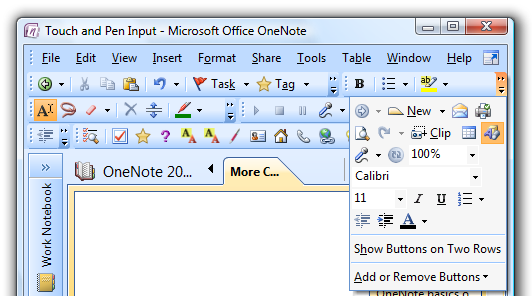 Touch and Pen Input - Microsoft Office OneNote
File Edit View Insert Format Share Tools Table Window Help
Task Tag B ab
A
New
Clip
100%
Work Notebook
OneNote 20... More C...
Calibri
11 I U
A
Show Buttons on Two Rows
Add or Remove Buttons
OneNote basics o